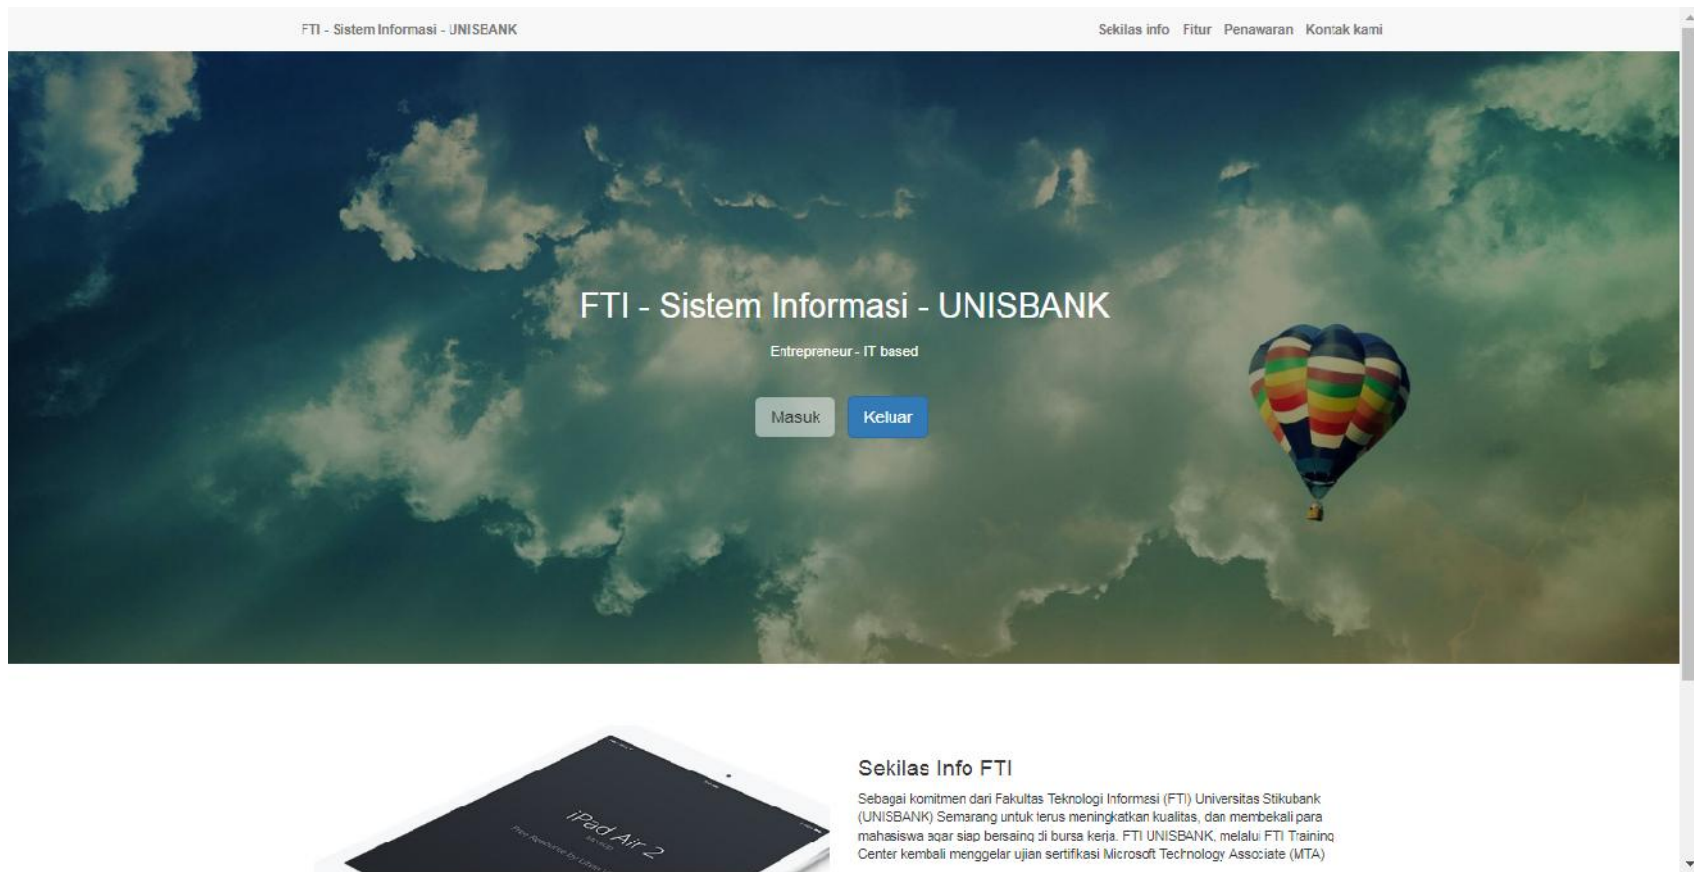 FTI - Sistem Informasi - UNISBANK
Sekilas info Fitur Penawaran Kontak kami
FTI - Sistem Informasi - UNISBANK
Entrepreneur - IT based
Masuk Keluar
Sekilas Info FTI
Sebagai komitmen dari Fakultas Teknologi Informasi (FTI) Universitas Stikubank
(UNISBANK) Semarang untuk terus meningkatkan kualitas, dan membekali para
mahasiswa agar siap bersaing di bursa kerja. FTI UNISBANK, melalui FTI Training
Center kembali menggelar ujian sertifikasi Microsoft Technology Associate (MTA)
iPad Air 2
Free Resource by